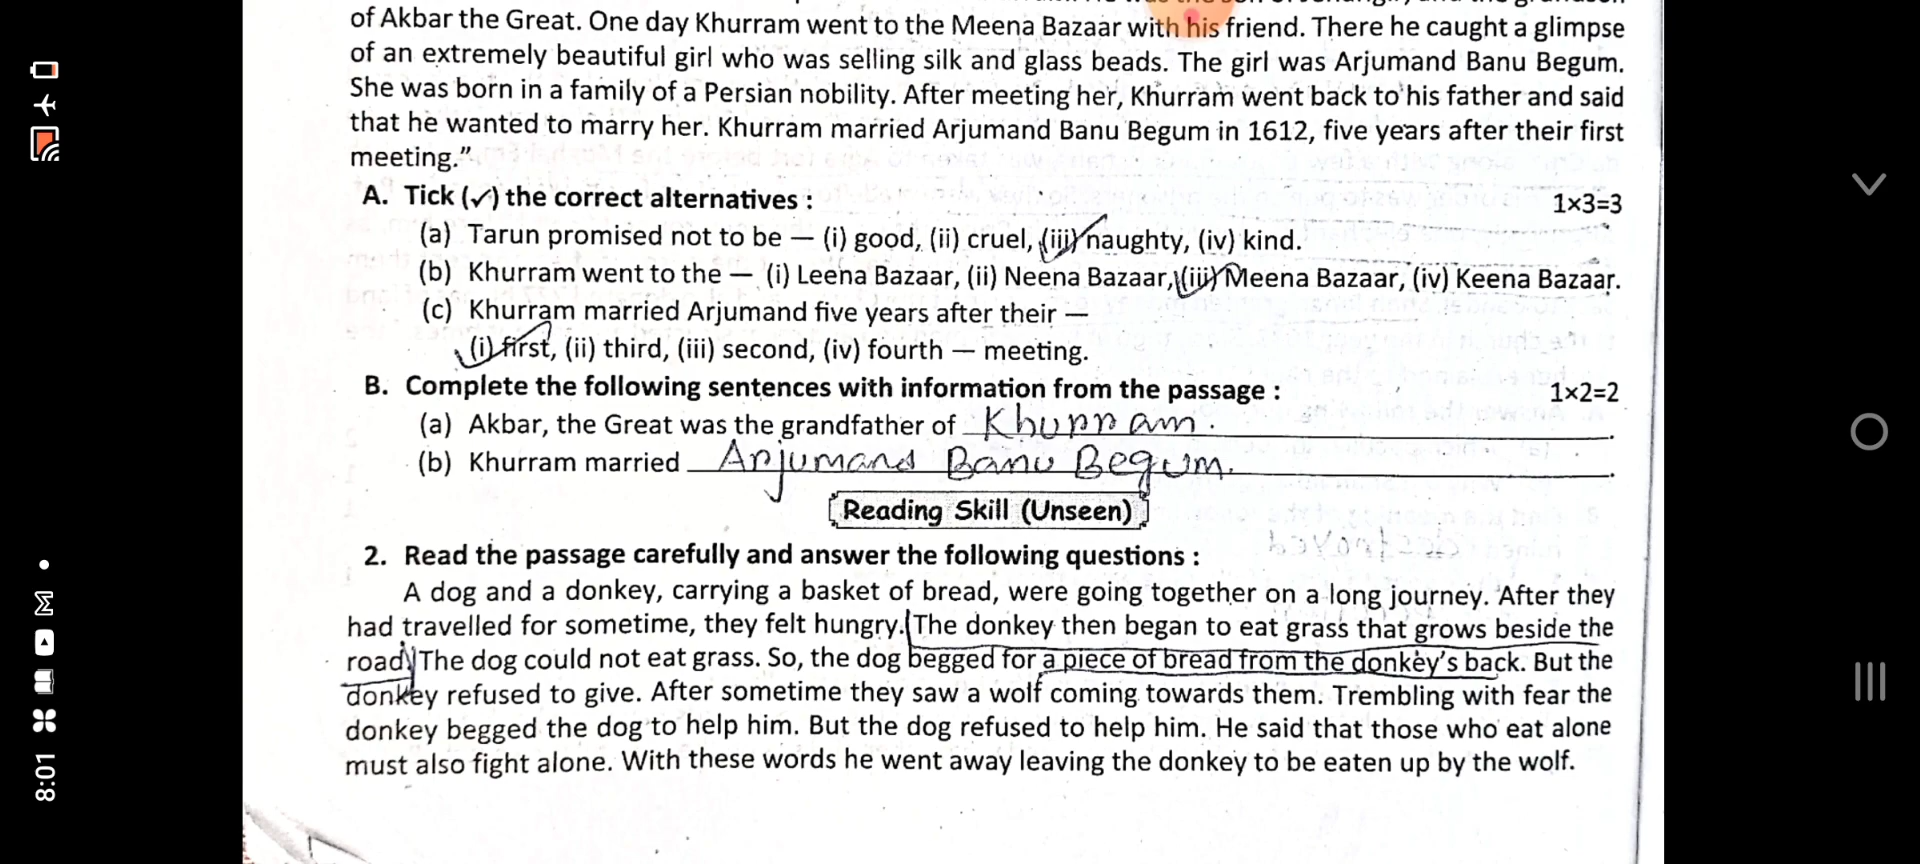 of Akbar the Great. One day Khurram went to the Meena Bazaar with his friend. There he caught a glimpse
of an extremely beautiful girl who was selling silk and glass beads. The girl was Arjumand Banu Begum.
She was born in a family of a Persian nobility. After meeting her, Khurram went back to his father and said
that he wanted to marry her. Khurram married Arjumand Banu Begum in 1612, five years after their first
meeting.”
A. Tick (✓) the correct alternatives : 1×3=3
(a) Tarun promised not to be — (i) good, (ii) cruel, (iii) naughty, (iv) kind.
(b) Khurram went to the — (i) Leena Bazaar, (ii) Neena Bazaar, (iii) Meena Bazaar, (iv) Keena Bazaar.
(c) Khurram married Arjumand five years after their —
(i) first, (ii) third, (iii) second, (iv) fourth — meeting.
B. Complete the following sentences with information from the passage : 1×2=2
(a) Akbar, the Great was the grandfather of Khurram.
(b) Khurram married Arjumand Banu Begum.
Reading Skill (Unseen)
2. Read the passage carefully and answer the following questions :
A dog and a donkey, carrying a basket of bread, were going together on a long journey. After they
had travelled for sometime, they felt hungry. The donkey then began to eat grass that grows beside the
road. The dog could not eat grass. So, the dog begged for a piece of bread from the donkey's back. But the
donkey refused to give. After sometime they saw a wolf coming towards them. Trembling with fear the
donkey begged the dog to help him. But the dog refused to help him. He said that those who eat alone
must also fight alone. With these words he went away leaving the donkey to be eaten up by the wolf.
8:01